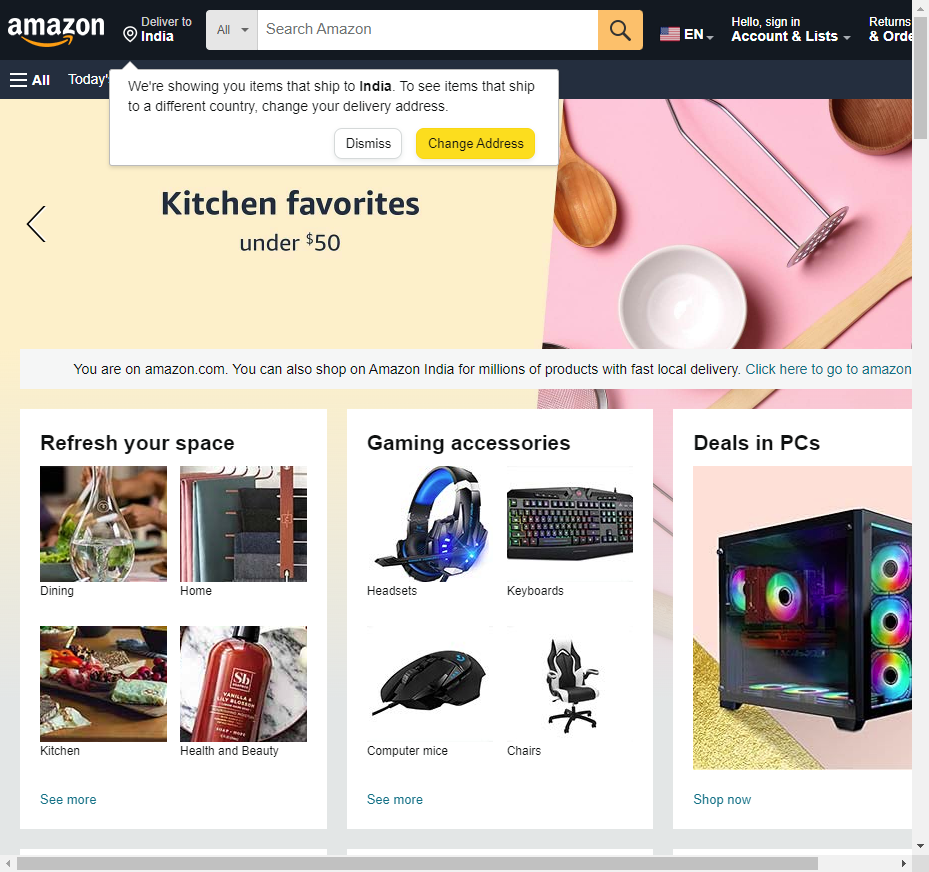 amazon
Deliver to
India
All
Search Amazon
EN
Hello, sign in
Account & Lists
Returns
& Orde
All
Today'
We're showing you items that ship to India. To see items that ship
to a different country, change your delivery address.
Dismiss
Change Address
Kitchen favorites
under $50
You are on amazon.com. You can also shop on Amazon India for millions of products with fast local delivery. Click here to go to amazon
Refresh your space
Dining
Home
Kitchen
Health and Beauty
See more
Gaming accessories
Headsets
Keyboards
Computer mice
Chairs
See more
Deals in PCs
Shop now
Sb
VANILLA &
LILY BLOSSOM